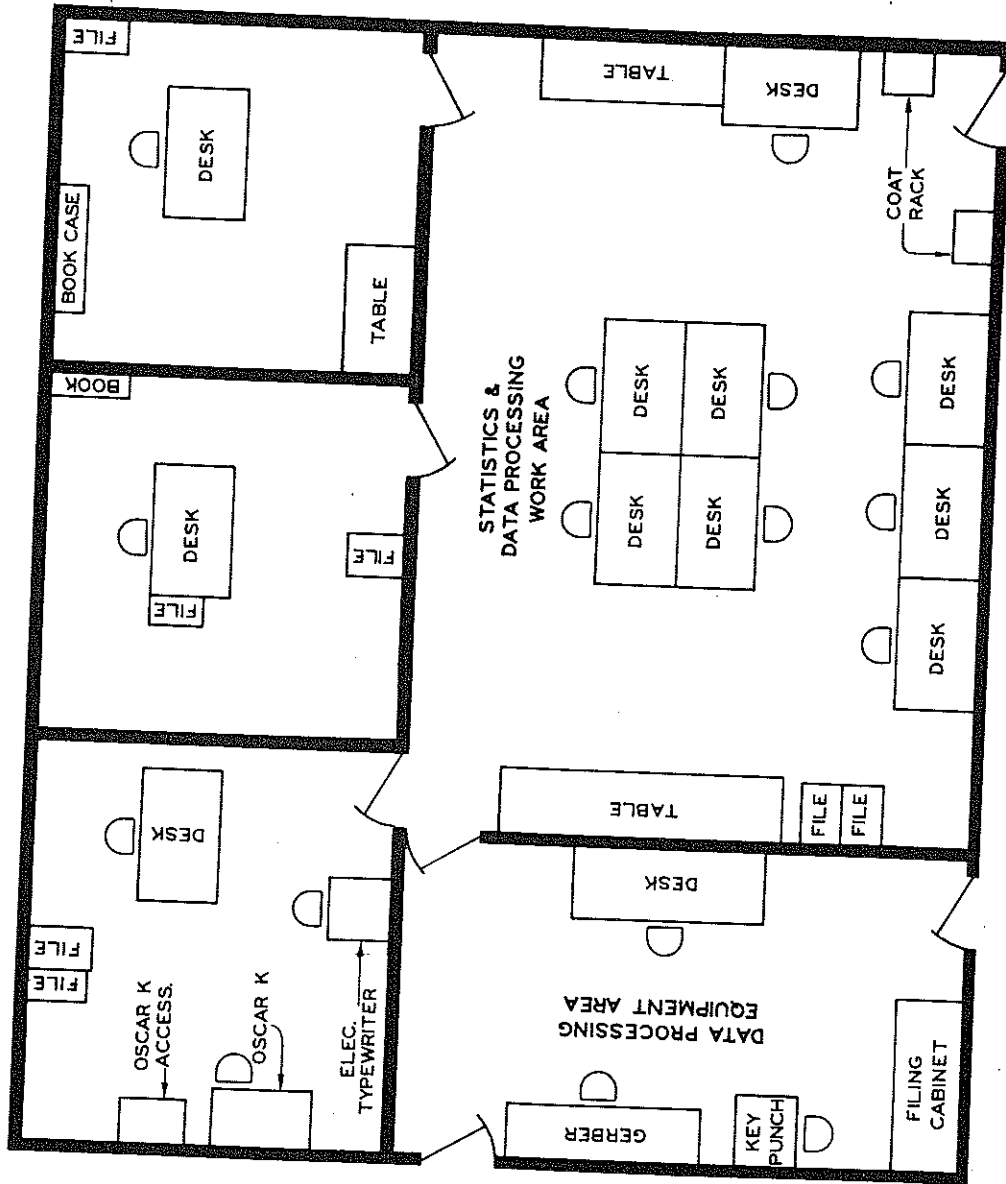 FILE
BOOK CASE
DESK
TABLE
BOOK
DESK
FILE
FILE
DESK
FILE
FILE
OSCAR K
ACCESS.
OSCAR K
ELEC.
TYPEWRITER
TABLE
DESK
COAT
RACK
STATISTICS &
DATA PROCESSING
WORK AREA
DESK
DESK
DESK
DESK
DESK
DESK
DESK
TABLE
FILE
FILE
DESK
DATA PROCESSING
EQUIPMENT AREA
GERBER
KEY
PUNCH
FILING
CABINET